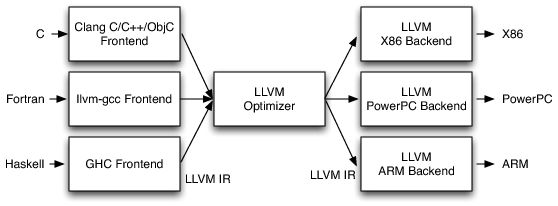 C
Clang C/C++/ObjC
Frontend
LLVM
X86 Backend
X86
Fortran
llvm-gcc Frontend
LLVM
Optimizer
LLVM
PowerPC Backend
PowerPC
Haskell
GHC Frontend
LLVM IR
LLVM IR
LLVM
ARM Backend
ARM